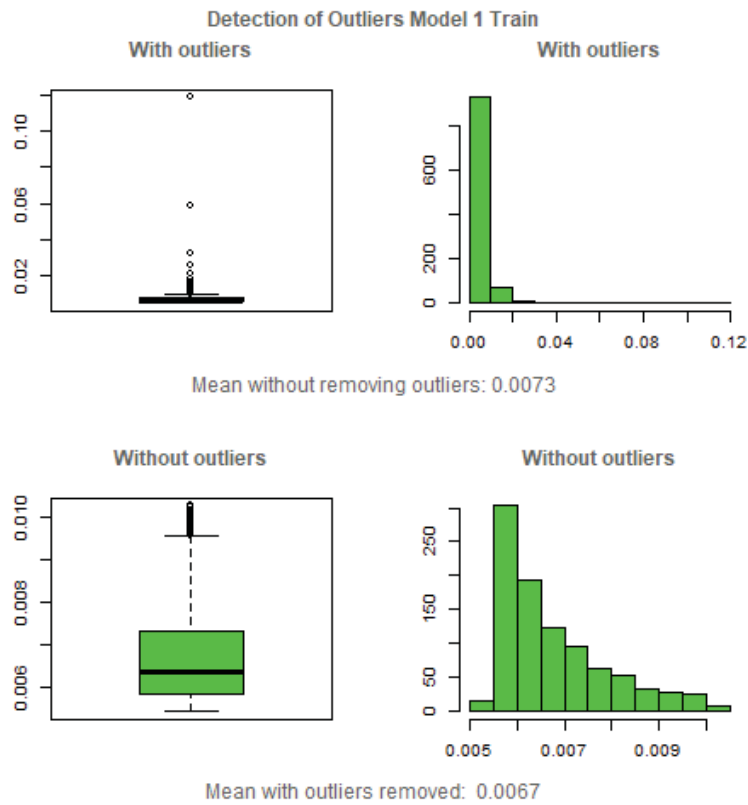 Detection of Outliers Model 1 Train
With outliers
With outliers
0.10
0.06
0.02
600
200
0
0.00 0.04 0.08 0.12
Mean without removing outliers: 0.0073
Without outliers
Without outliers
0.010
0.008
0.006
250
150
50
0
0.005 0.007 0.009
Mean with outliers removed: 0.0067